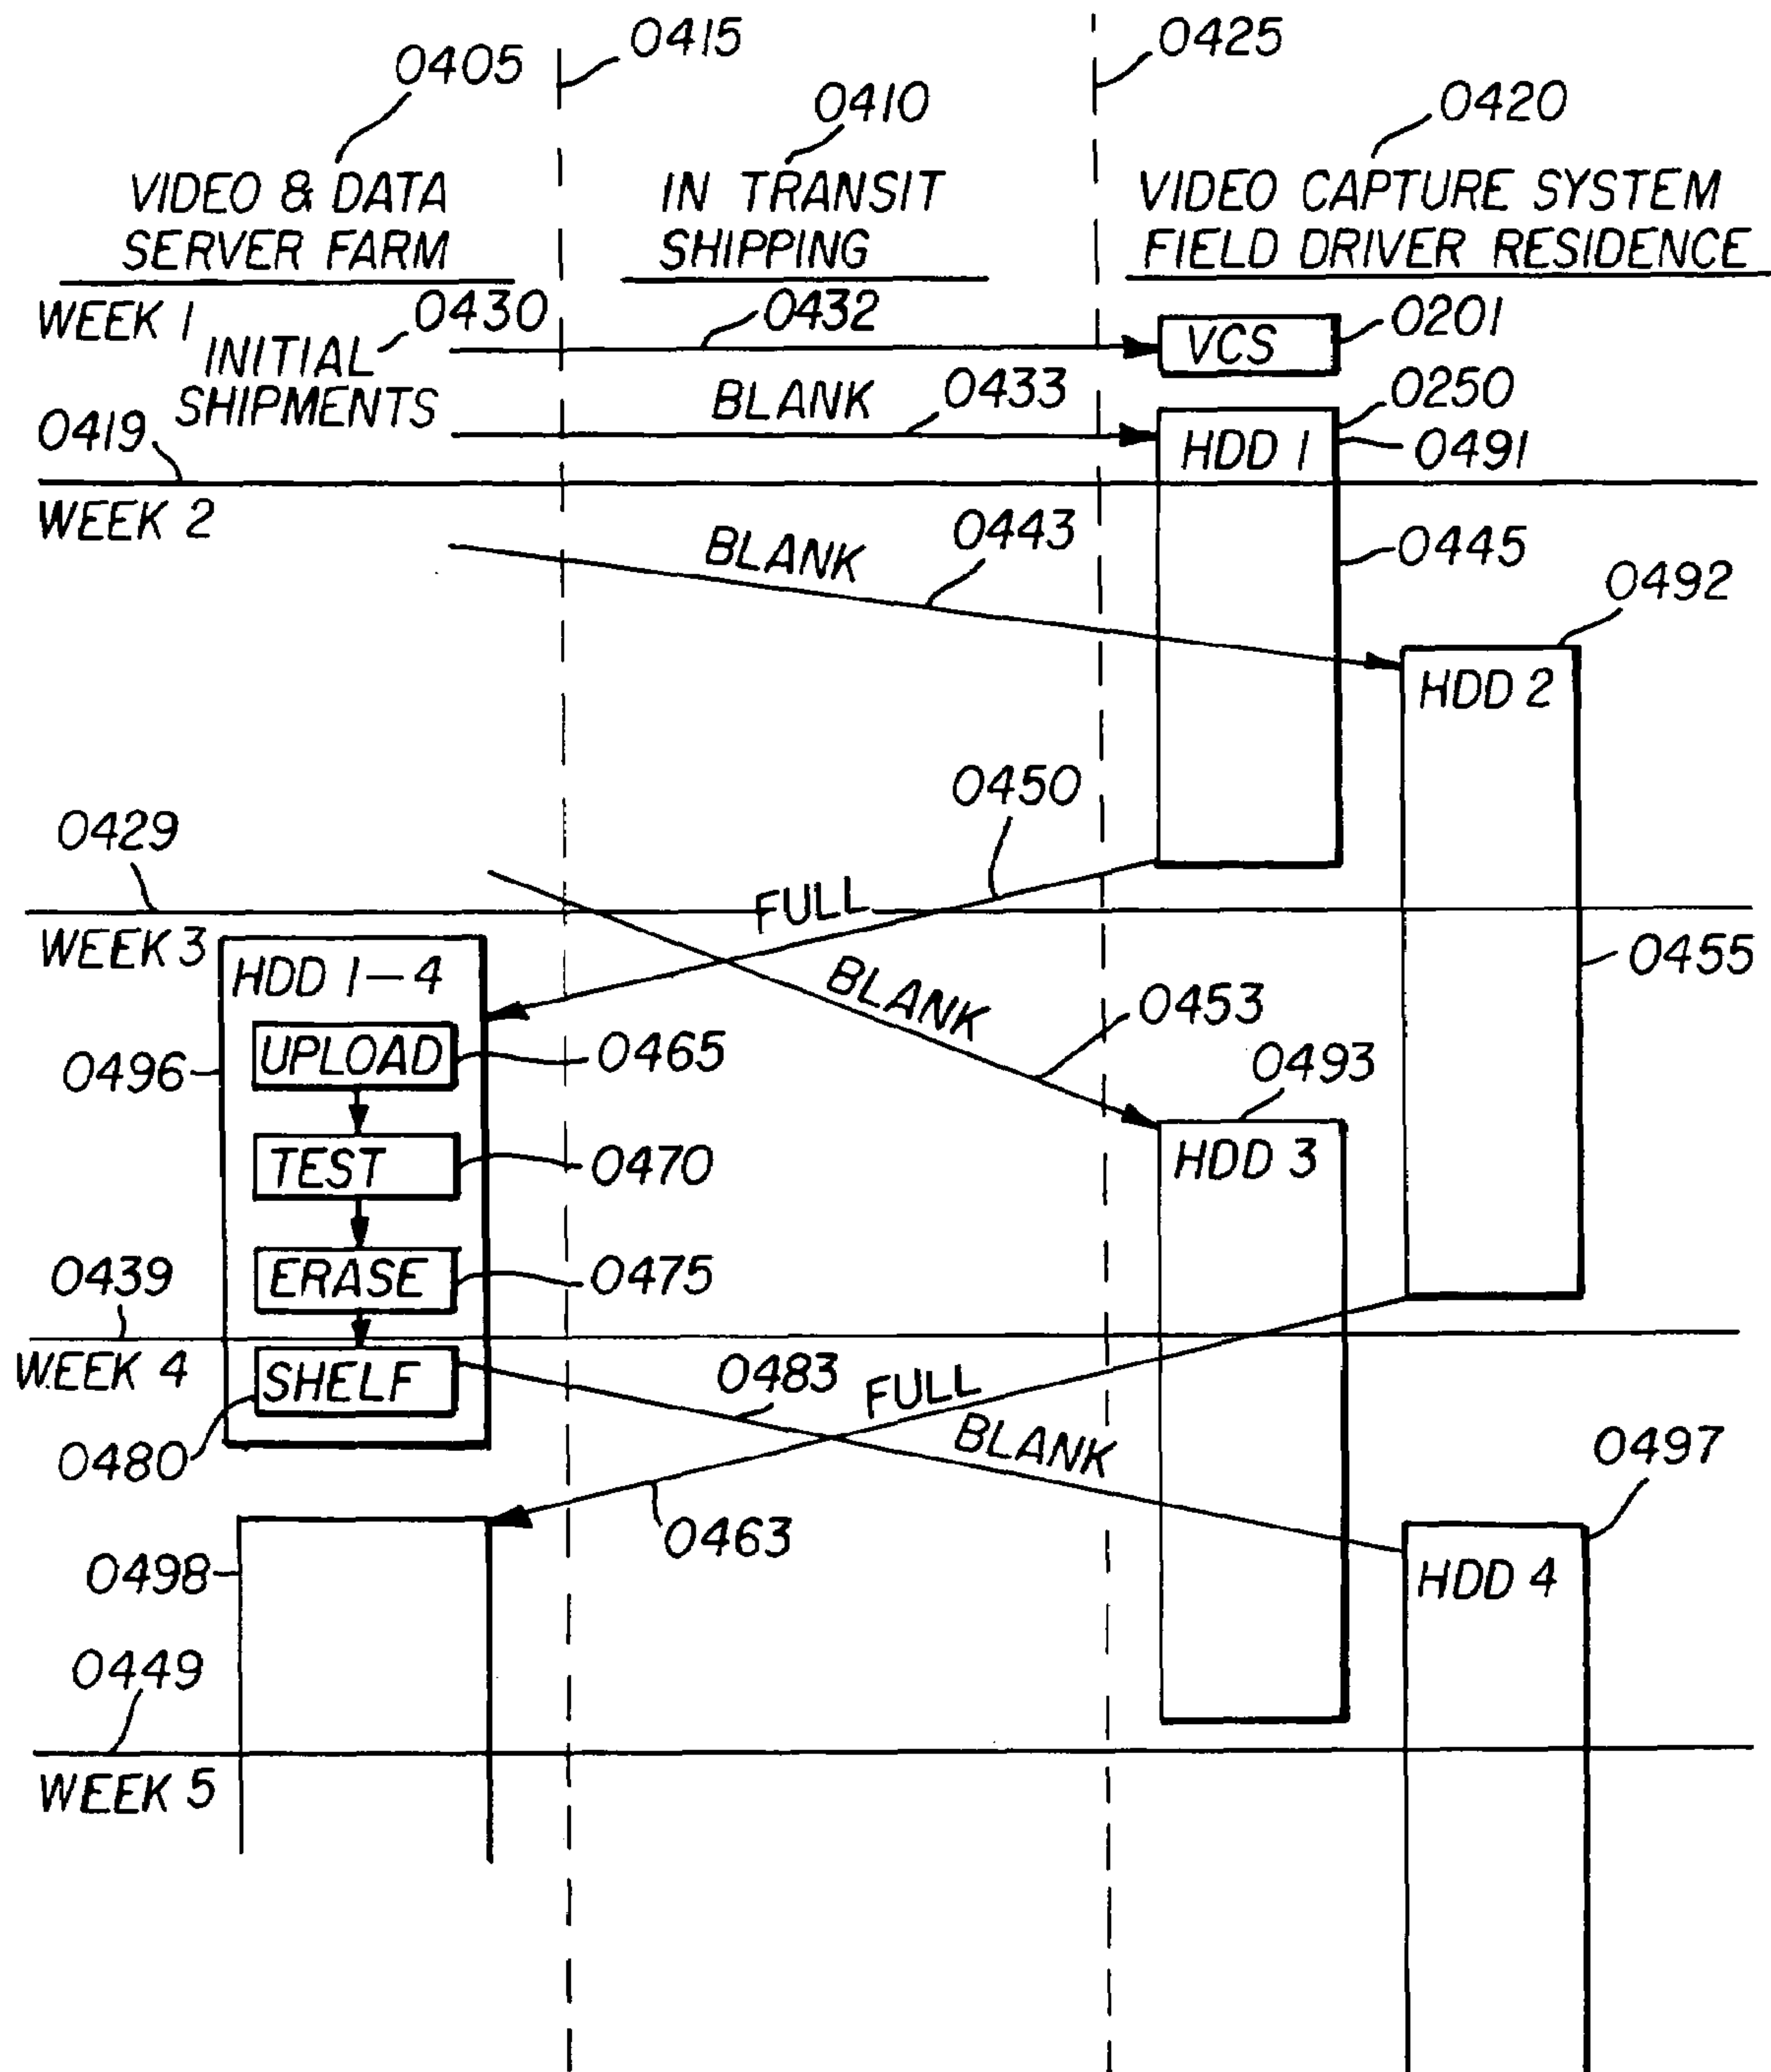 0415
0425
0405
0410
0420
VIDEO & DATA
SERVER FARM
IN TRANSIT
SHIPPING
VIDEO CAPTURE SYSTEM
FIELD DRIVER RESIDENCE
WEEK 1
INITIAL
SHIPMENTS
0430
0432
VCS
0201
BLANK
0433
0250
HDD 1
0491
0419
WEEK 2
BLANK
0443
0445
0492
HDD 2
0450
0429
FULL
WEEK 3
HDD 1-4
BLANK
0453
0455
0496
UPLOAD
0465
0493
TEST
0470
HDD 3
0439
ERASE
0475
WEEK 4
SHELF
0483
FULL
BLANK
0480
0497
0463
0498
HDD 4
0449
WEEK 5